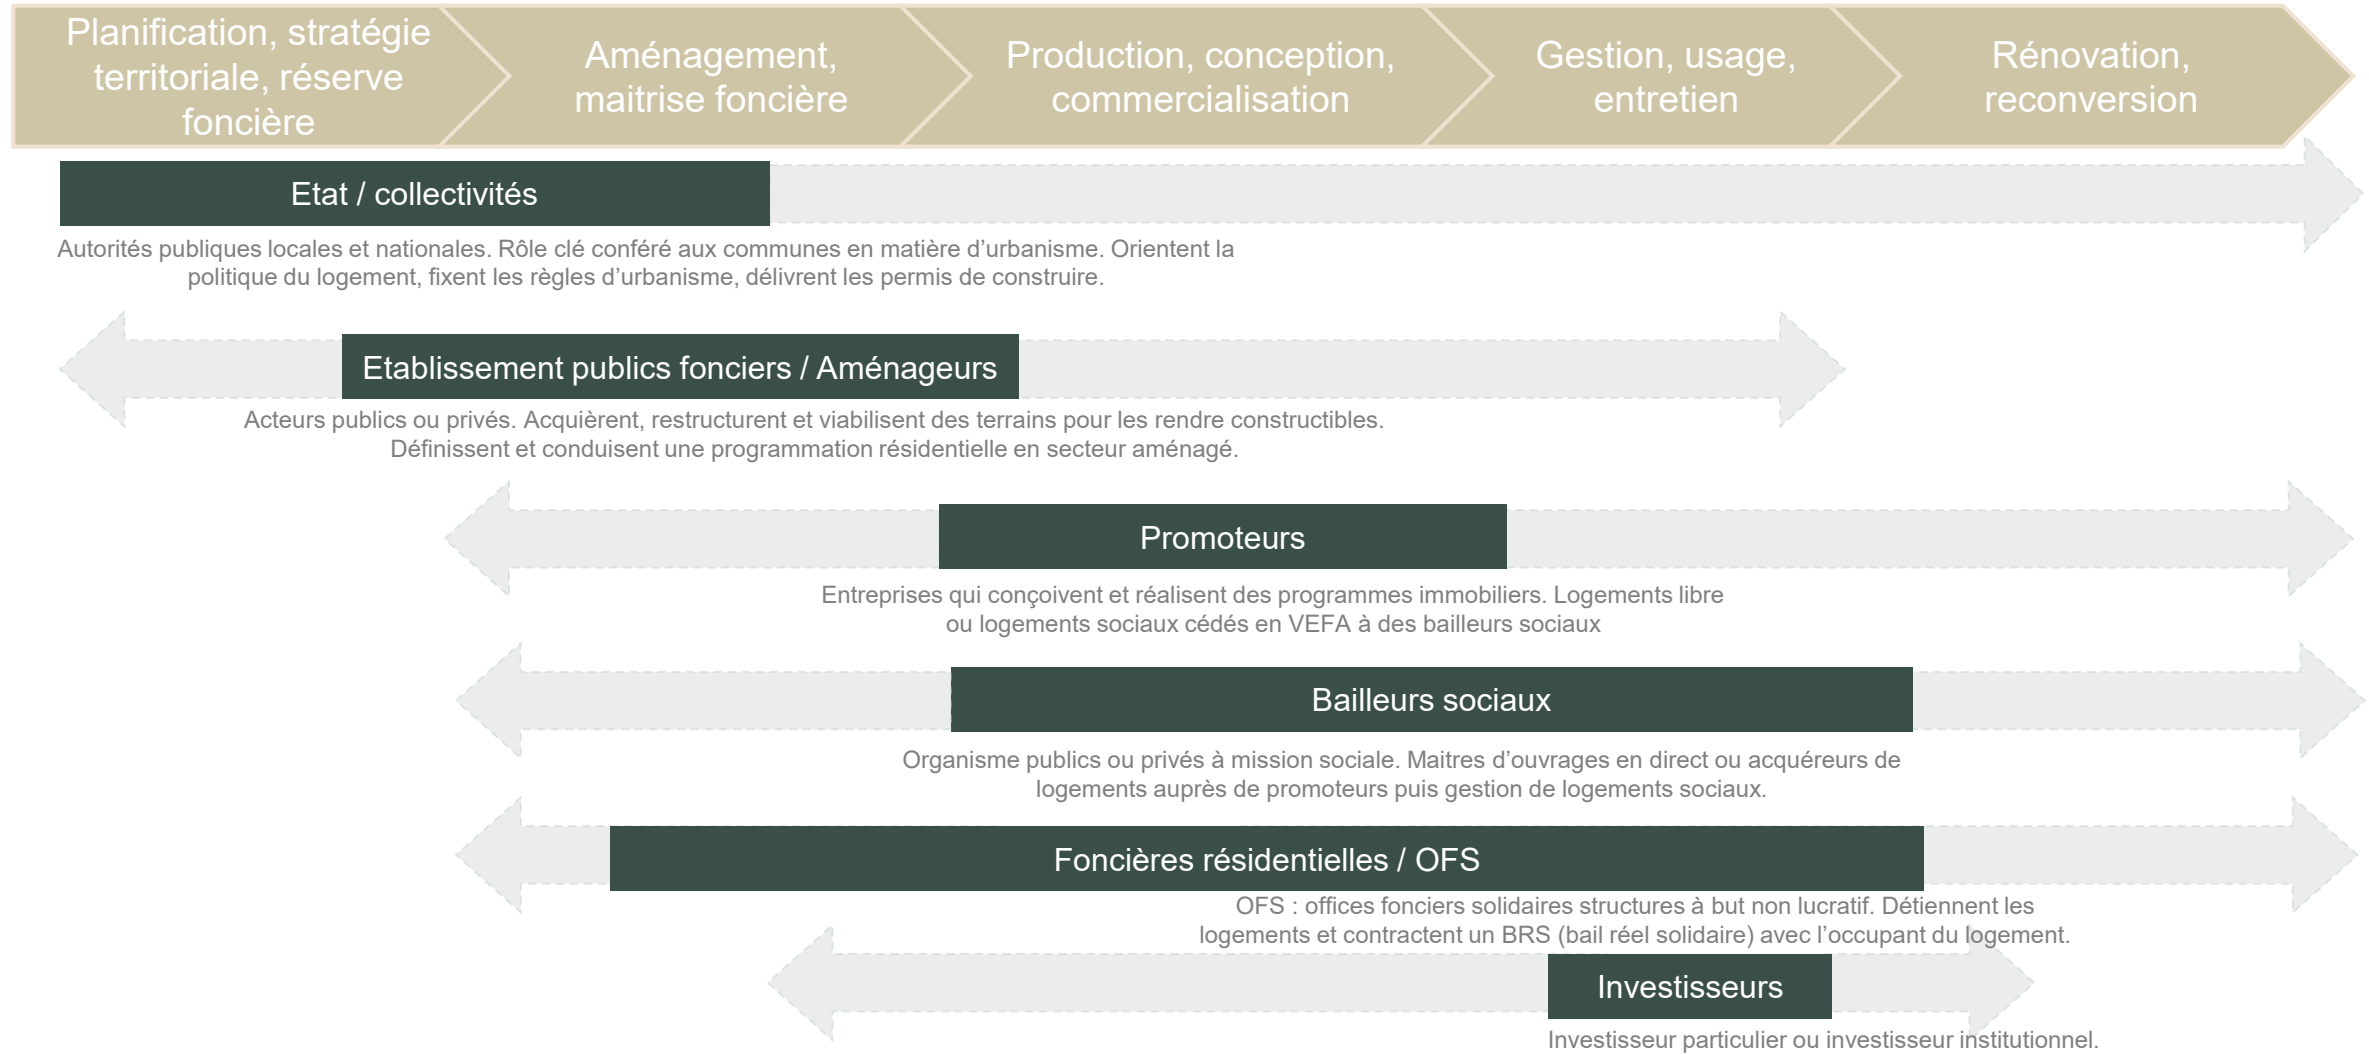 Planification, stratégie
territoriale, réserve
foncière
Aménagement,
maitrise foncière
Production, conception,
commercialisation
Gestion, usage,
entretien
Rénovation,
reconversion
Etat / collectivités
Autorités publiques locales et nationales. Rôle clé conféré aux communes en matière d’urbanisme. Orientent la
politique du logement, fixent les règles d’urbanisme, délivrent les permis de construire.
Etablissement publics fonciers / Aménageurs
Acteurs publics ou privés. Acquièrent, restructurent et viabilisent des terrains pour les rendre constructibles.
Définissent et conduisent une programmation résidentielle en secteur aménagé.
Promoteurs
Entreprises qui conçoivent et réalisent des programmes immobiliers. Logements libre
ou logements sociaux cédés en VEFA à des bailleurs sociaux
Bailleurs sociaux
Organisme publics ou privés à mission sociale. Maitres d’ouvrages en direct ou acquéreurs de
logements auprès de promoteurs puis gestion de logements sociaux.
Foncières résidentielles / OFS
OFS : offices fonciers solidaires structures à but non lucratif. Détiennent les
logements et contractent un BRS (bail réel solidaire) avec l’occupant du logement.
Investisseurs
Investisseur particulier ou investisseur institutionnel.